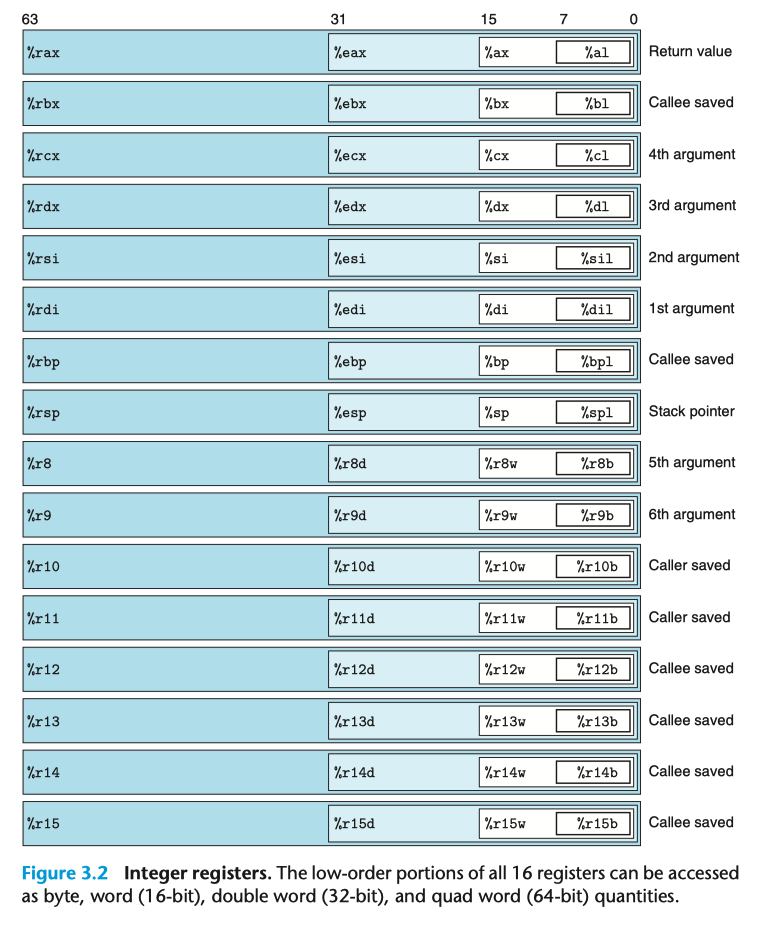 63 31 15 7 0
%rax %eax %ax %al Return value
%rbx %ebx %bx %bl Callee saved
%rcx %ecx %cx %cl 4th argument
%rdx %edx %dx %dl 3rd argument
%rsi %esi %si %sil 2nd argument
%rdi %edi %di %dil 1st argument
%rbp %ebp %bp %bpl Callee saved
%rsp %esp %sp %spl Stack pointer
%r8 %r8d %r8w %r8b 5th argument
%r9 %r9d %r9w %r9b 6th argument
%r10 %r10d %r10w %r10b Caller saved
%r11 %r11d %r11w %r11b Caller saved
%r12 %r12d %r12w %r12b Callee saved
%r13 %r13d %r13w %r13b Callee saved
%r14 %r14d %r14w %r14b Callee saved
%r15 %r15d %r15w %r15b Callee saved
Figure 3.2 Integer registers. The low-order portions of all 16 registers can be accessed
as byte, word (16-bit), double word (32-bit), and quad word (64-bit) quantities.